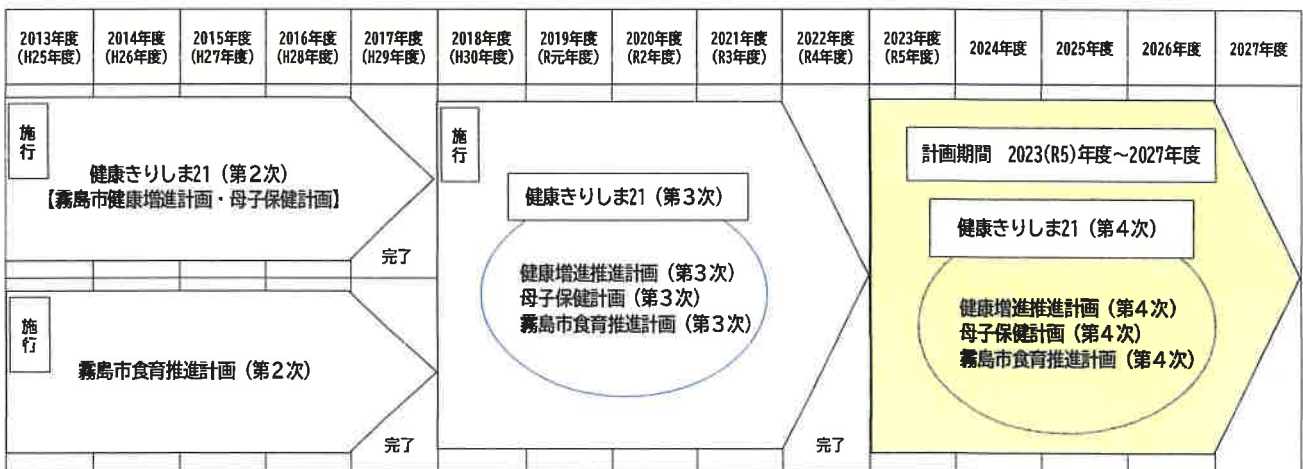 2013年度
(H25年度)
2014年度
(H26年度)
2015年度
(H27年度)
2016年度
(H28年度)
2017年度
(H29年度)
2018年度
(H30年度)
2019年度
(R元年度)
2020年度
(R2年度)
2021年度
(R3年度)
2022年度
(R4年度)
2023年度
(R5年度)
2024年度
2025年度
2026年度
2027年度
施行
健康きりしま21（第２次）
【霧島市健康増進計画・母子保健計画】
完了
施行
霧島市食育推進計画（第２次）
完了
施行
健康きりしま21（第３次）
健康増進推進計画（第３次）
母子保健計画（第３次）
霧島市食育推進計画（第３次）
完了
計画期間　2023(R5)年度～2027年度
健康きりしま21（第４次）
健康増進推進計画（第４次）
母子保健計画（第４次）
霧島市食育推進計画（第４次）